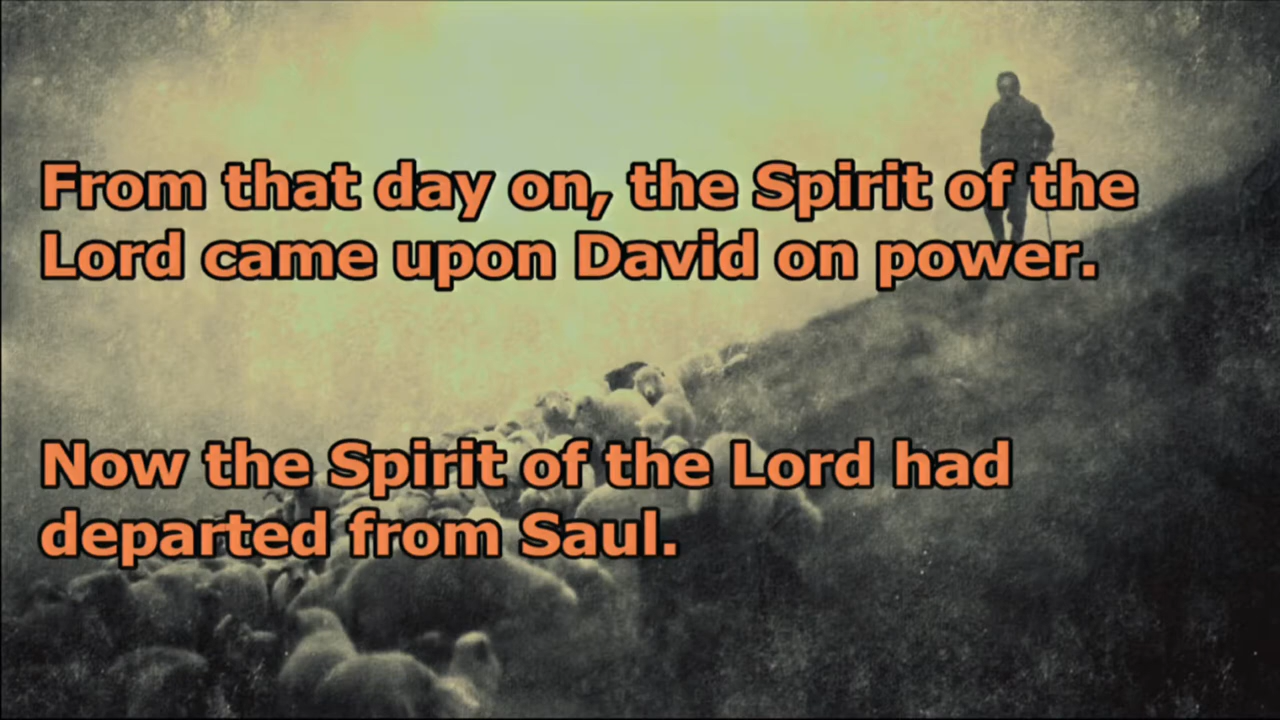 From that day on, the Spirit of the
Lord came upon David on power.
Now the Spirit of the Lord had
departed from Saul.